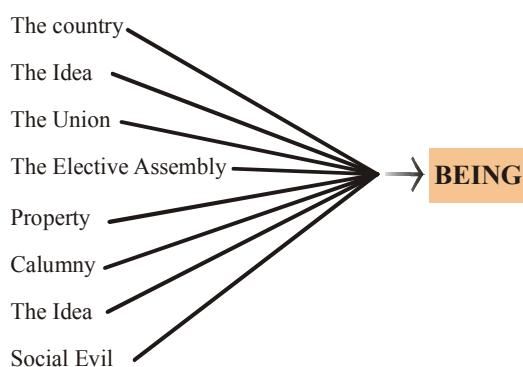 The country
The Idea
The Union
The Elective Assembly
BEING
Property
Calumny
The Idea
Social Evil